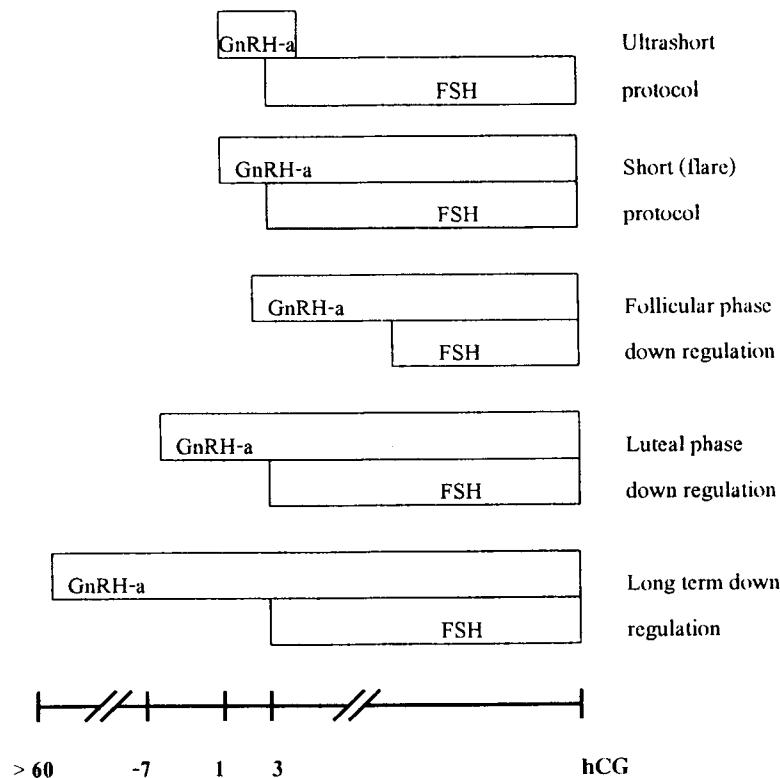 GnRH-a
Ultrashort
FSH
protocol
GnRH-a
Short (flare)
FSH
protocol
GnRH-a
Follicular phase
FSH
down regulation
GnRH-a
Luteal phase
FSH
down regulation
GnRH-a
Long term down
FSH
regulation
> 60 -7 1 3 hCG